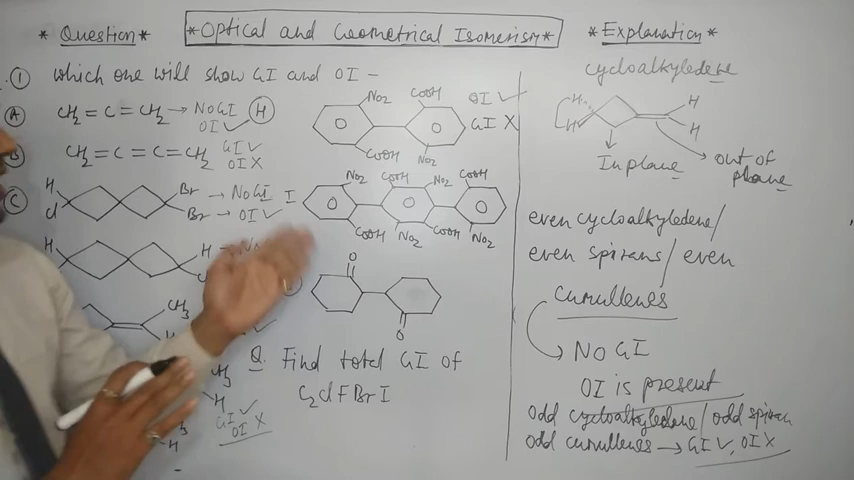 * Question *
*Optical and Geometrical Isomerism*
* Explanation *
.1 Which one will show GI and OI –
A CH2 = C = CH2 → NO GI
OI ✓
H
B CH2 = C = C = CH2 GI ✓
OI X
C H Cl Br → NO GI
Br → OI ✓
H H
CH3
H
GI ✓
OI X
NO2 COOH OI ✓
GI X
COOH NO2
I NO2 COOH NO2 COOH
COOH NO2 COOH NO2
O
O
Q. Find total GI of
C2ClFBrI
cycloalkyledene
H H
H H
In plane
out of
plane
even cycloalkyledene/
even spirans/even
cumullenes
NO GI
OI is present
odd cycloalkyledene/odd spiran
odd cumullenes → GI ✓, OI X